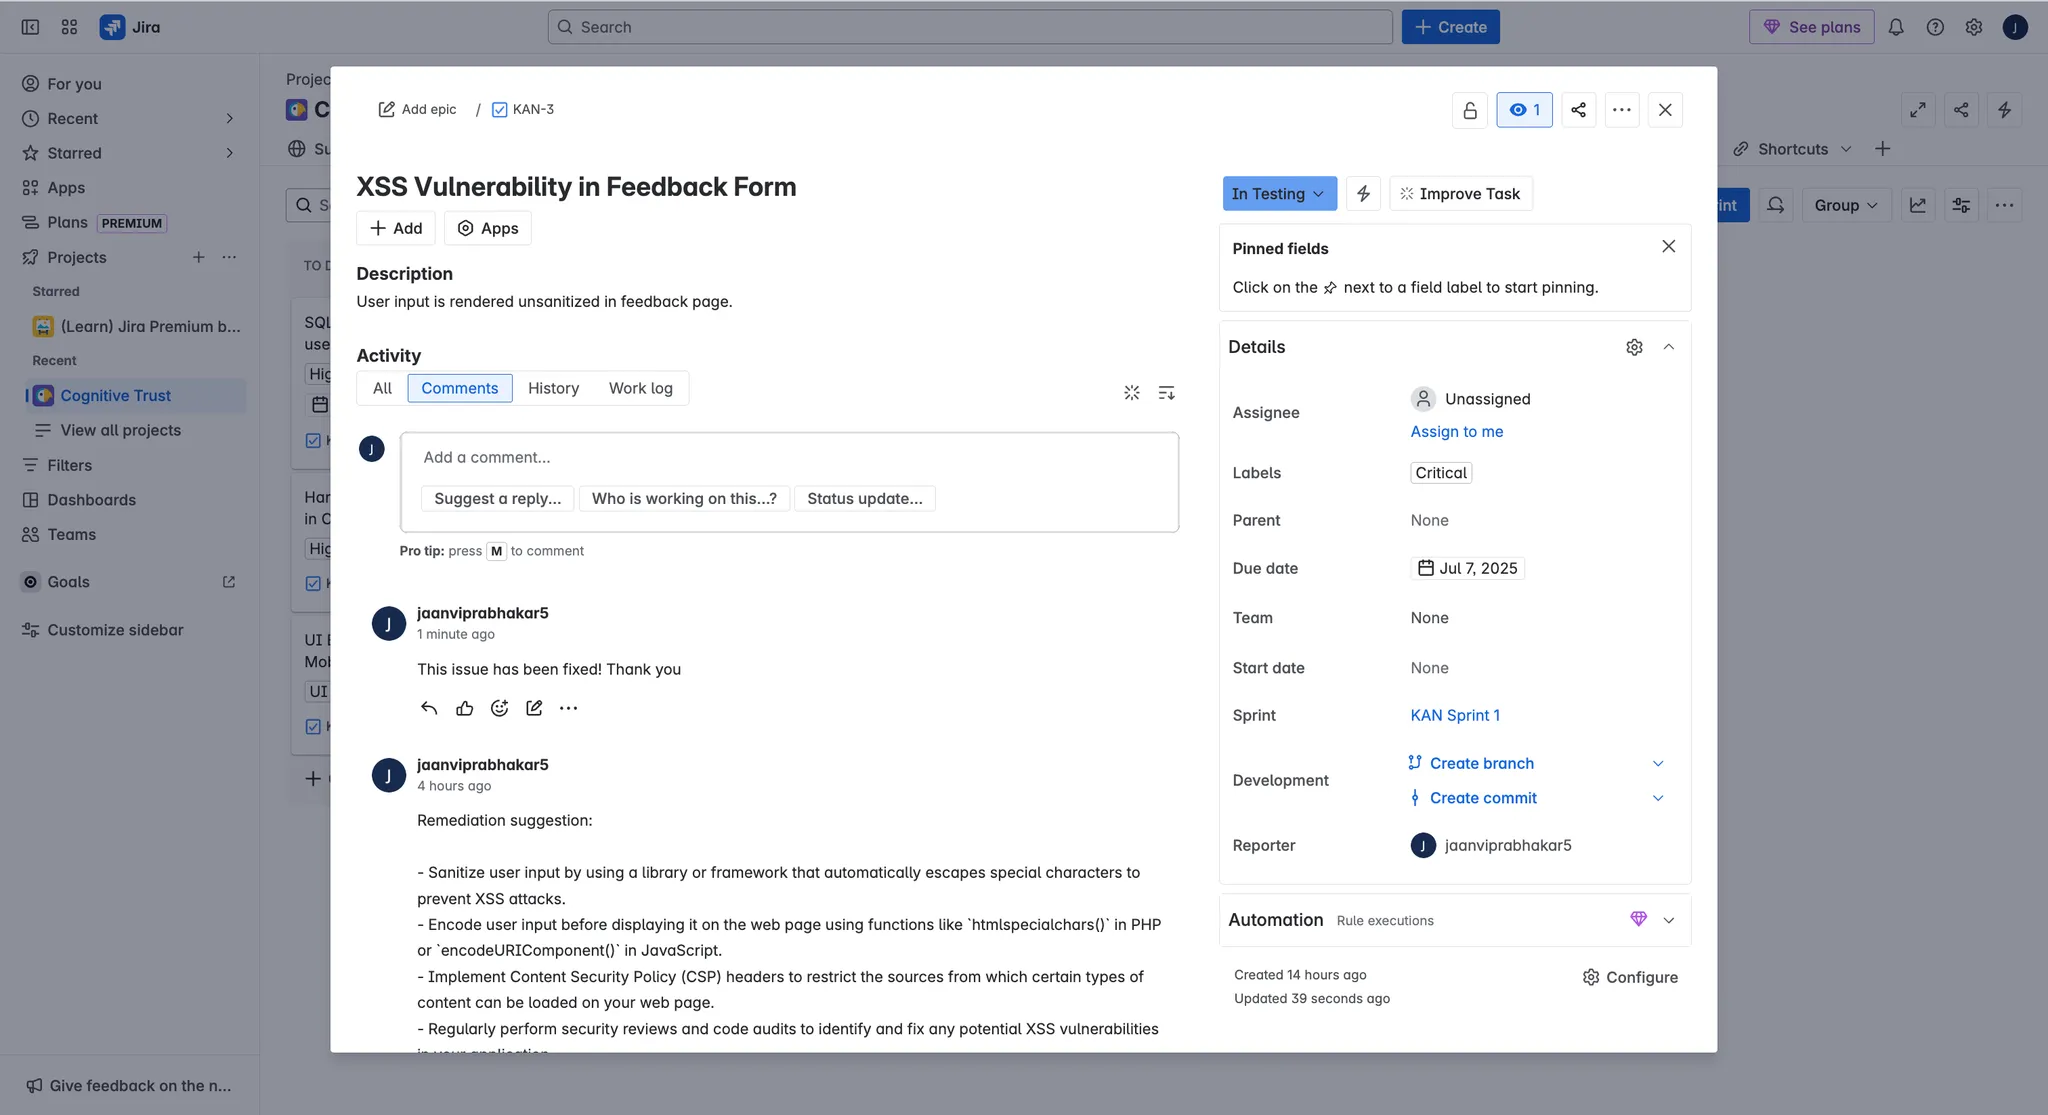 Jira
Search
Create
See plans
J
For you
Recent
Starred
Apps
Plans PREMIUM
Projects
Starred
(Learn) Jira Premium b...
Recent
Cognitive Trust
View all projects
Filters
Dashboards
Teams
Goals
Customize sidebar
Give feedback on the n...
Projec
C
Su
TO D
SQL
use
Hig
K
Har
in C
Hig
K
UI E
Mob
UI
K
Shortcuts
Group
Add epic / KAN-3
1
XSS Vulnerability in Feedback Form
Add
Apps
Description
User input is rendered unsanitized in feedback page.
Activity
All
Comments
History
Work log
J
Add a comment...
Suggest a reply...
Who is working on this...?
Status update...
Pro tip: press M to comment
J
jaanviprabhakar5
1 minute ago
This issue has been fixed! Thank you
J
jaanviprabhakar5
4 hours ago
Remediation suggestion:
- Sanitize user input by using a library or framework that automatically escapes special characters to
prevent XSS attacks.
- Encode user input before displaying it on the web page using functions like `htmlspecialchars()` in PHP
or `encodeURIComponent()` in JavaScript.
- Implement Content Security Policy (CSP) headers to restrict the sources from which certain types of
content can be loaded on your web page.
- Regularly perform security reviews and code audits to identify and fix any potential XSS vulnerabilities
in your application.
In Testing
Improve Task
Pinned fields
Click on the next to a field label to start pinning.
Details
Assignee
Unassigned
Assign to me
Labels
Critical
Parent
None
Due date
Jul 7, 2025
Team
None
Start date
None
Sprint
KAN Sprint 1
Development
Create branch
Create commit
Reporter
J jaanviprabhakar5
Automation Rule executions
Created 14 hours ago
Updated 39 seconds ago
Configure